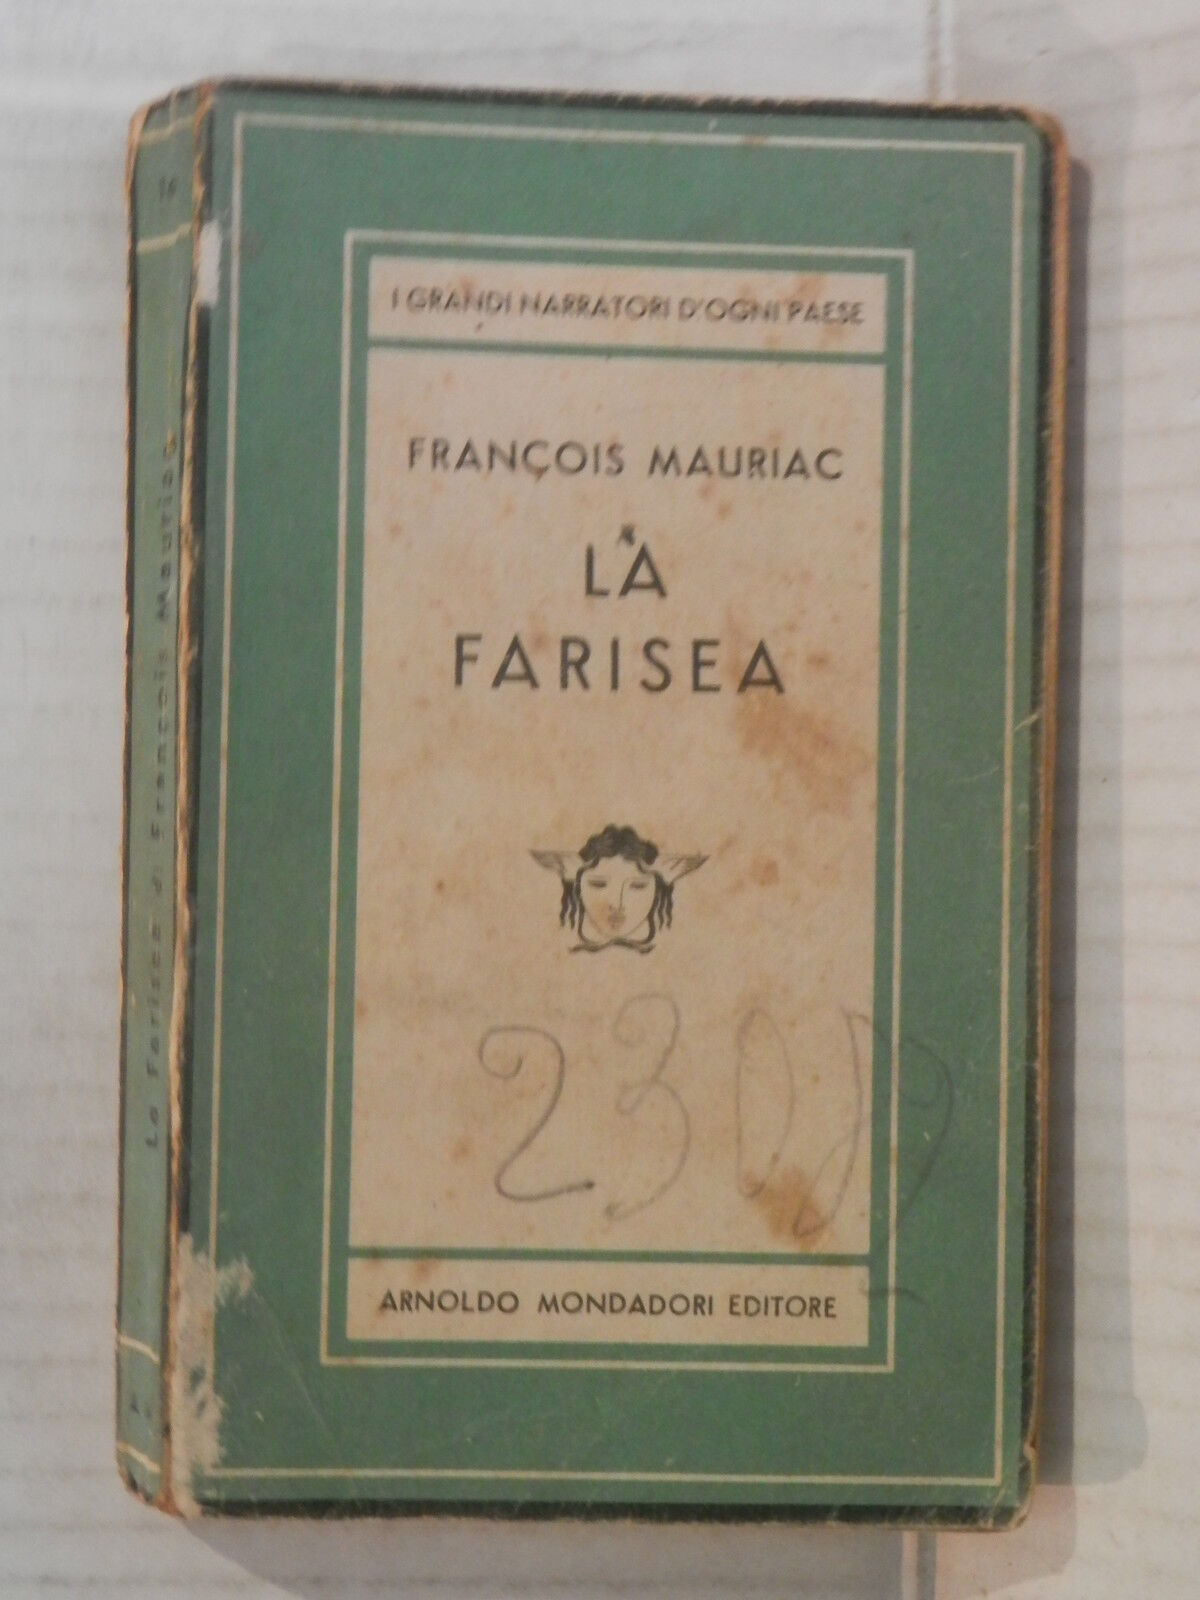 I GRANDI NARRATORI D'OGNI PAESE
FRANÇOIS MAURIAC
LA
FARISEA
ARNOLDO MONDADORI EDITORE
La Farisea di François Mauriac